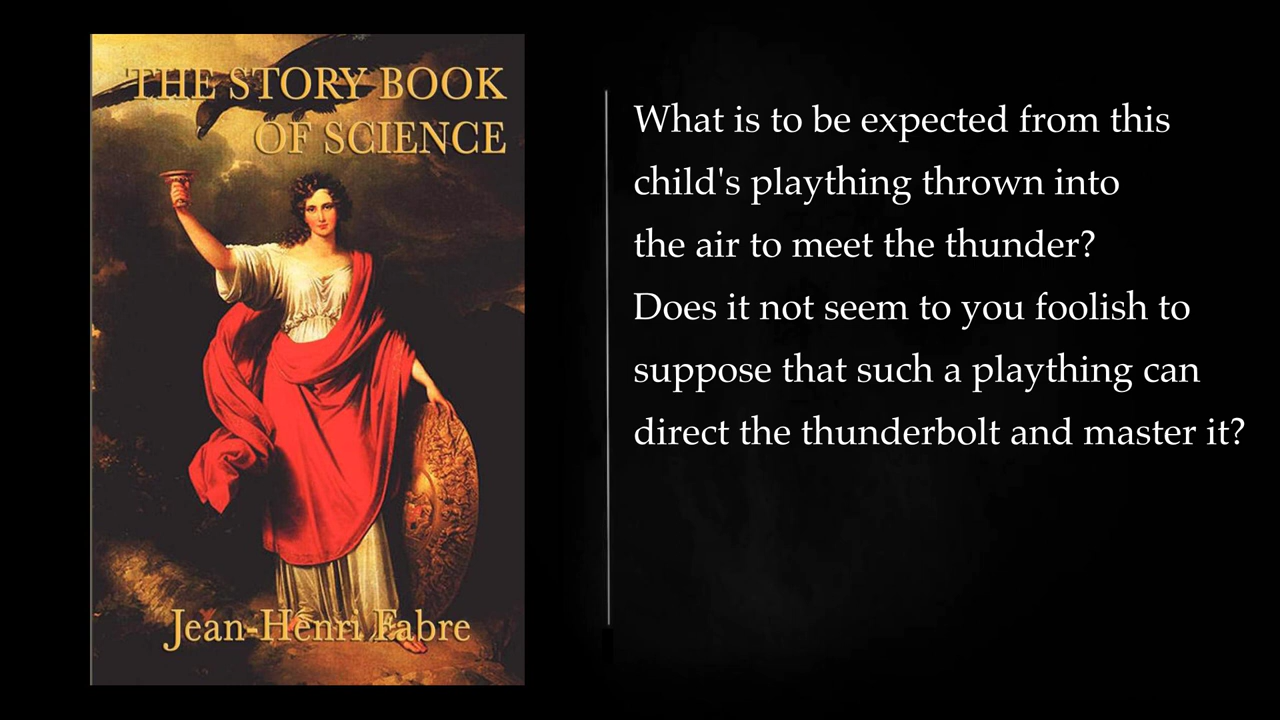 THE STORY BOOK
OF SCIENCE
Jean-Henri Fabre
What is to be expected from this
child's plaything thrown into
the air to meet the thunder?
Does it not seem to you foolish to
suppose that such a plaything can
direct the thunderbolt and master it?